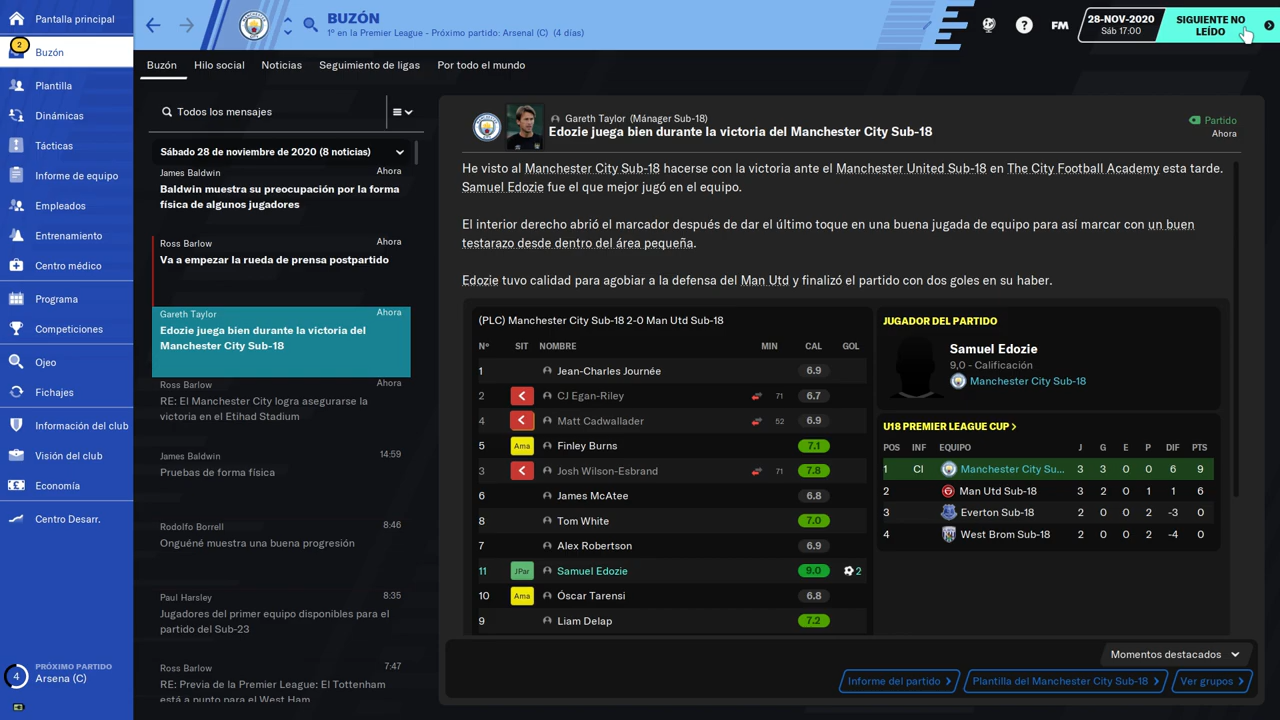 Pantalla principal
2
Buzón
Plantilla
Dinámicas
Tácticas
Informe de equipo
Empleados
Entrenamiento
Centro médico
Programa
Competiciones
Ojeo
Fichajes
Información del club
Visión del club
Economía
Centro Desarr.
4
PRÓXIMO PARTIDO
Arsena (C)
BUZÓN
1º en la Premier League - Próximo partido: Arsenal (C) (4 días)
?
FM
28-NOV-2020
Sáb 17:00
SIGUIENTE NO
LEÍDO
Buzón
Hilo social
Noticias
Seguimiento de ligas
Por todo el mundo
Todos los mensajes
Sábado 28 de noviembre de 2020 (8 noticias)
James Baldwin Ahora
Baldwin muestra su preocupación por la forma
física de algunos jugadores
Ross Barlow Ahora
Va a empezar la rueda de prensa postpartido
Gareth Taylor Ahora
Edozie juega bien durante la victoria del
Manchester City Sub-18
Ross Barlow Ahora
RE: El Manchester City logra asegurarse la
victoria en el Etihad Stadium
James Baldwin 14:59
Pruebas de forma física
Rodolfo Borrell 8:46
Onguéné muestra una buena progresión
Paul Harsley 8:35
Jugadores del primer equipo disponibles para el
partido del Sub-23
Ross Barlow 7:47
RE: Previa de la Premier League: El Tottenham
está a punto para el West Ham
Gareth Taylor (Mánager Sub-18)
Edozie juega bien durante la victoria del Manchester City Sub-18
Partido
Ahora
He visto al Manchester City Sub-18 hacerse con la victoria ante el Manchester United Sub-18 en The City Football Academy esta tarde.
Samuel Edozie fue el que mejor jugó en el equipo.
El interior derecho abrió el marcador después de dar el último toque en una buena jugada de equipo para así marcar con un buen
testarazo desde dentro del área pequeña.
Edozie tuvo calidad para agobiar a la defensa del Man Utd y finalizó el partido con dos goles en su haber.
(PLC) Manchester City Sub-18 2-0 Man Utd Sub-18
Nº SIT NOMBRE MIN CAL GOL
1 Jean-Charles Journée 6.9
2 CJ Egan-Riley 71 6.7
4 Matt Cadwallader 52 6.9
5 Ama Finley Burns 7.1
3 Josh Wilson-Esbrand 71 7.8
6 James McAtee 6.8
8 Tom White 7.0
7 Alex Robertson 6.9
11 JPar Samuel Edozie 9.0 2
10 Ama Òscar Tarensi 6.8
9 Liam Delap 7.2
JUGADOR DEL PARTIDO
Samuel Edozie
9,0 - Calificación
Manchester City Sub-18
U18 PREMIER LEAGUE CUP >
POS INF EQUIPO J G E P DIF PTS
1 CI Manchester City Su... 3 3 0 0 6 9
2 Man Utd Sub-18 3 2 0 1 1 6
3 Everton Sub-18 2 0 0 2 -3 0
4 West Brom Sub-18 2 0 0 2 -4 0
Momentos destacados
Informe del partido >
Plantilla del Manchester City Sub-18 >
Ver grupos >